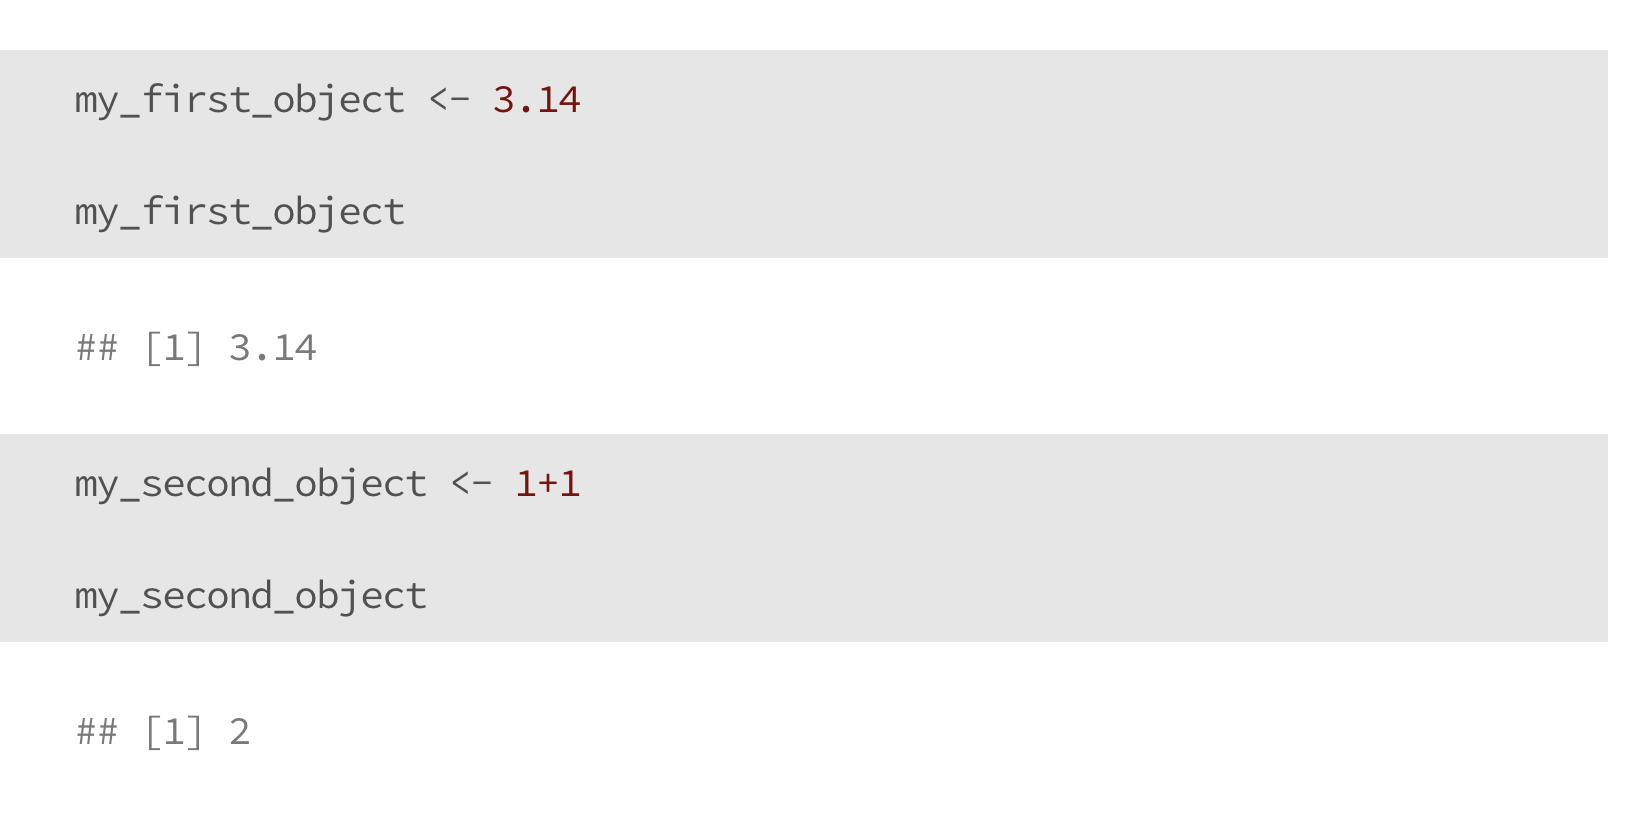 my_first_object <- 3.14
my_first_object
## [1] 3.14
my_second_object <- 1+1
my_second_object
## [1] 2